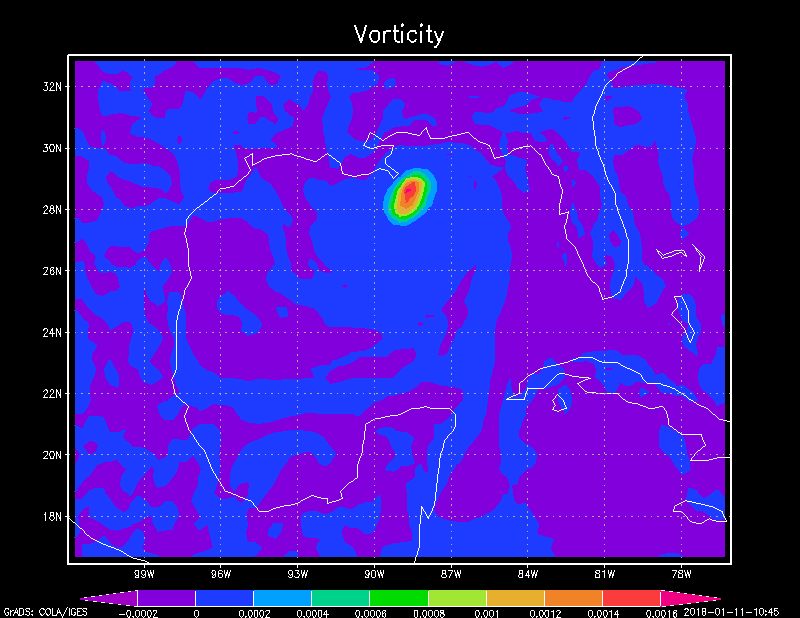 Vorticity
32N
30N
28N
26N
24N
22N
20N
18N
99W 96W 93W 90W 87W 84W 81W 78W
-0.0002 0 0.0002 0.0004 0.0006 0.0008 0.001 0.0012 0.0014 0.0016
GrADS: COLA/IGES 2018-01-11-10:45